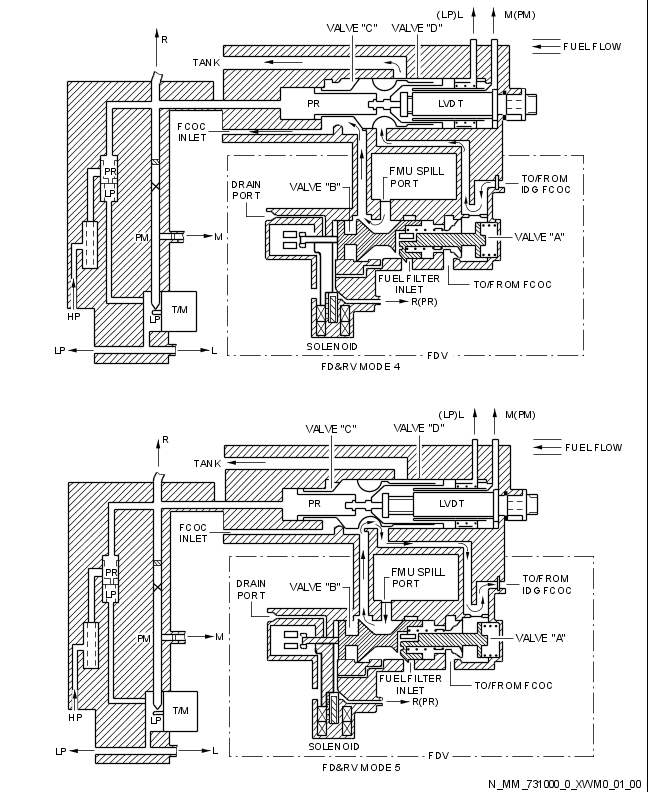 (LP)L
M(PM)
VALVE "C"
VALVE "D"
R
FUEL FLOW
TANK
PR
LVDT
FCOC
INLET
PR
LP
DRAIN
PORT
VALVE "B"
FMU SPILL
PORT
TO/FROM
IDG FCOC
PM
M
VALVE "A"
FUEL FILTER
INLET
TO/FROM FCOC
HP
LP
T/M
R(PR)
SOLENOID
LP
L
FDV
FD&RV MODE 4
(LP)L
M(PM)
VALVE "C"
VALVE "D"
R
FUEL FLOW
TANK
PR
LVDT
FCOC
INLET
PR
LP
DRAIN
PORT
VALVE "B"
FMU SPILL
PORT
TO/FROM
IDG FCOC
PM
M
VALVE "A"
FUEL FILTER
INLET
TO/FROM FCOC
HP
LP
T/M
R(PR)
SOLENOID
LP
L
FDV
FD&RV MODE 5
N_MM_731000_0_XWM0_01_00